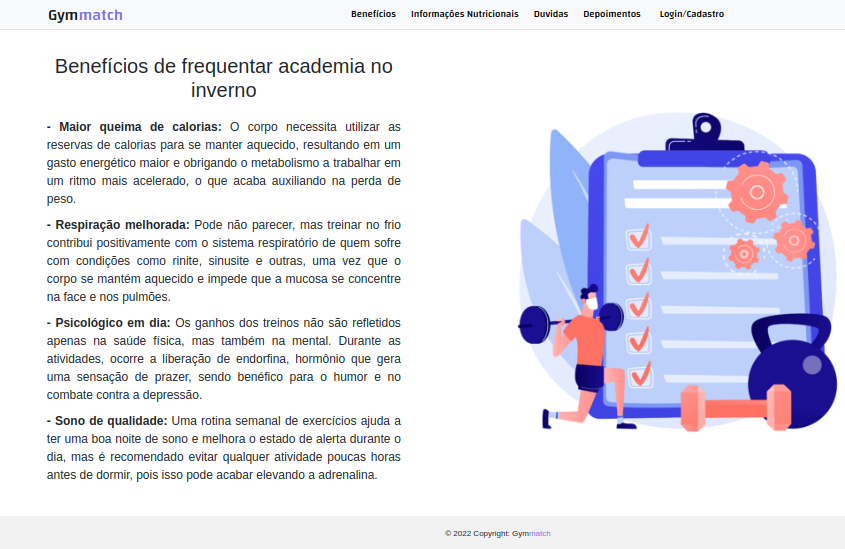 Gymmatch
Benefícios
Informações Nutricionais
Duvidas
Depoimentos
Login/Cadastro
Benefícios de frequentar academia no
inverno
- Maior queima de calorias: O corpo necessita utilizar as
reservas de calorias para se manter aquecido, resultando em um
gasto energético maior e obrigando o metabolismo a trabalhar em
um ritmo mais acelerado, o que acaba auxiliando na perda de
peso.
- Respiração melhorada: Pode não parecer, mas treinar no frio
contribui positivamente com o sistema respiratório de quem sofre
com condições como rinite, sinusite e outras, uma vez que o
corpo se mantém aquecido e impede que a mucosa se concentre
na face e nos pulmões.
- Psicológico em dia: Os ganhos dos treinos não são refletidos
apenas na saúde física, mas também na mental. Durante as
atividades, ocorre a liberação de endorfina, hormônio que gera
uma sensação de prazer, sendo benéfico para o humor e no
combate contra a depressão.
- Sono de qualidade: Uma rotina semanal de exercícios ajuda a
ter uma boa noite de sono e melhora o estado de alerta durante o
dia, mas é recomendado evitar qualquer atividade poucas horas
antes de dormir, pois isso pode acabar elevando a adrenalina.
© 2022 Copyright: Gymmatch